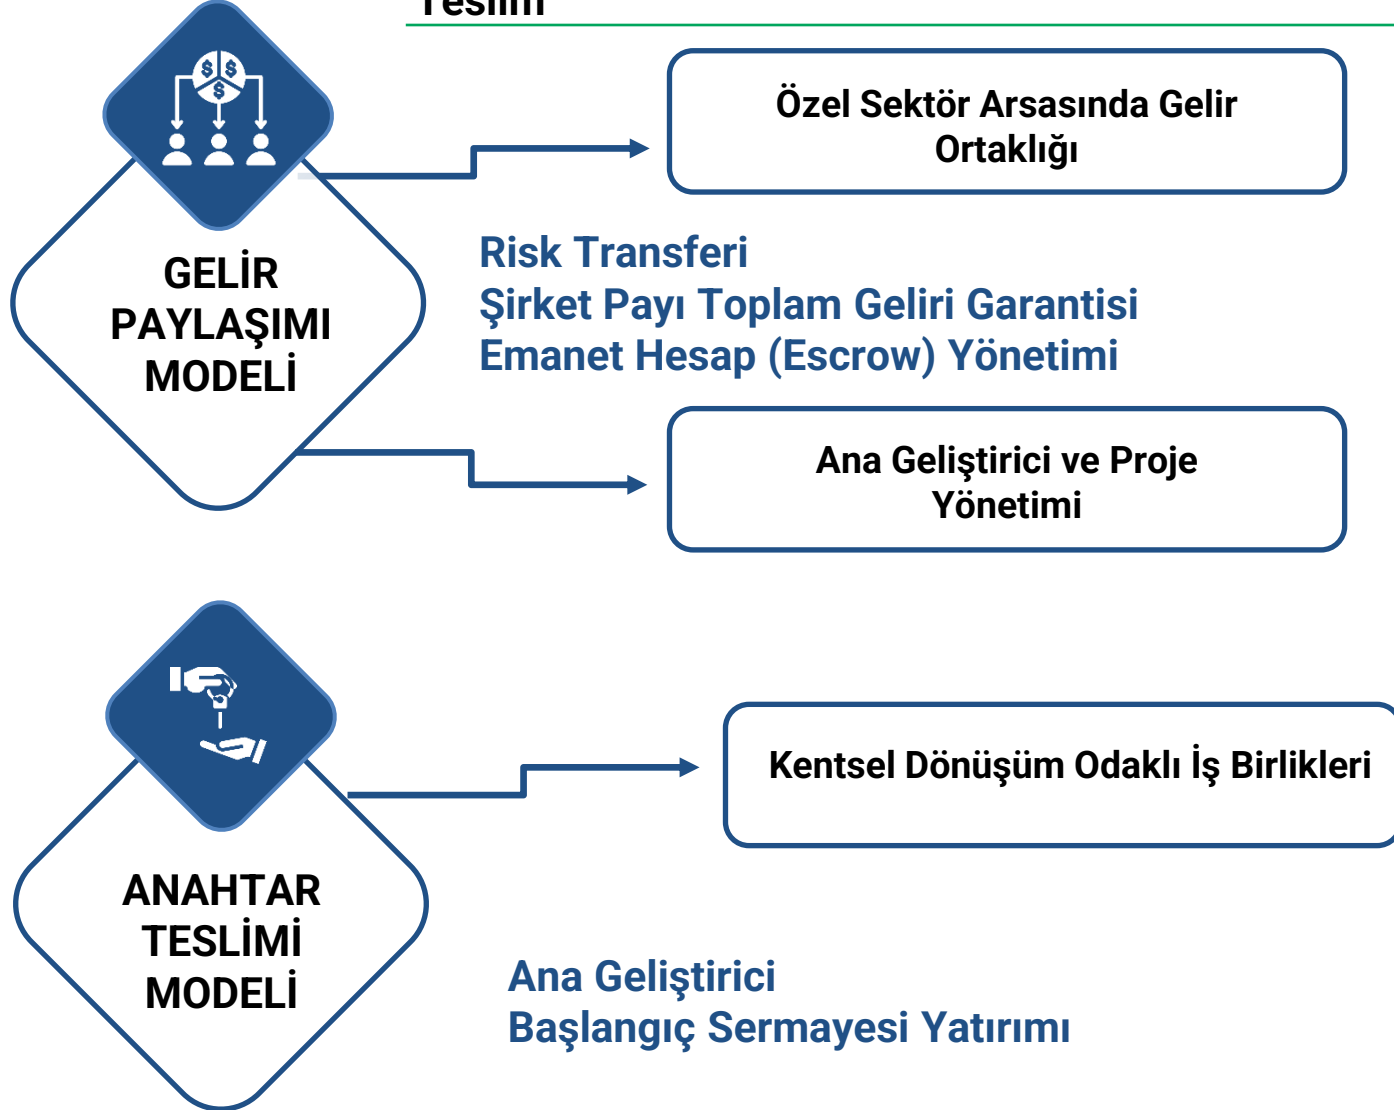 Teslim
Özel Sektör Arsasında Gelir
Ortaklığı
GELİR
PAYLAŞIMI
MODELİ
Risk Transferi
Şirket Payı Toplam Geliri Garantisi
Emanet Hesap (Escrow) Yönetimi
Ana Geliştirici ve Proje
Yönetimi
Kentsel Dönüşüm Odaklı İş Birlikleri
ANAHTAR
TESLİMİ
MODELİ
Ana Geliştirici
Başlangıç Sermayesi Yatırımı